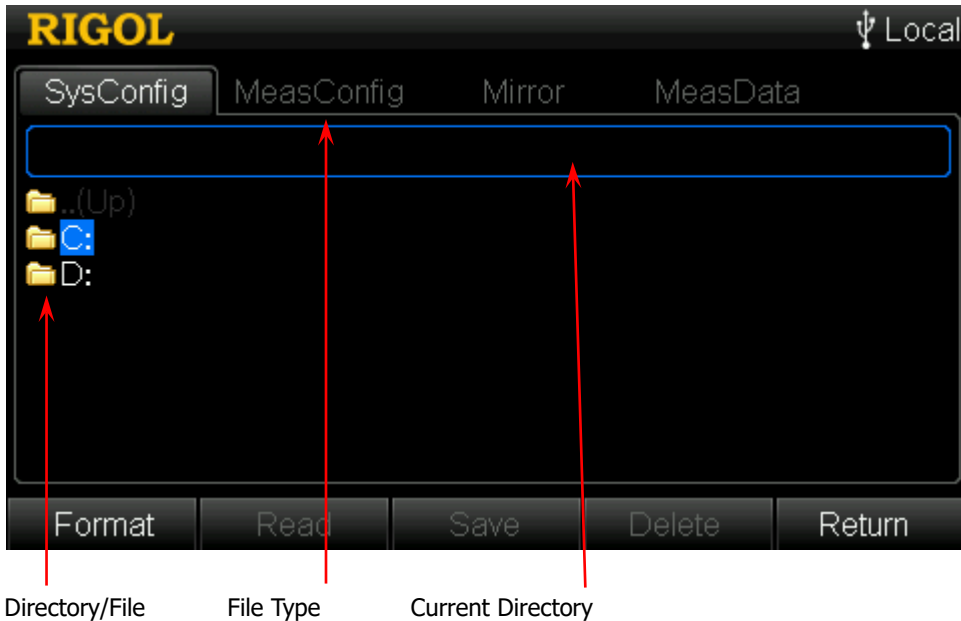 RIGOL Local
SysConfig MeasConfig Mirror MeasData
..(Up)
C:
D:
Format Read Save Delete Return
Directory/File File Type Current Directory